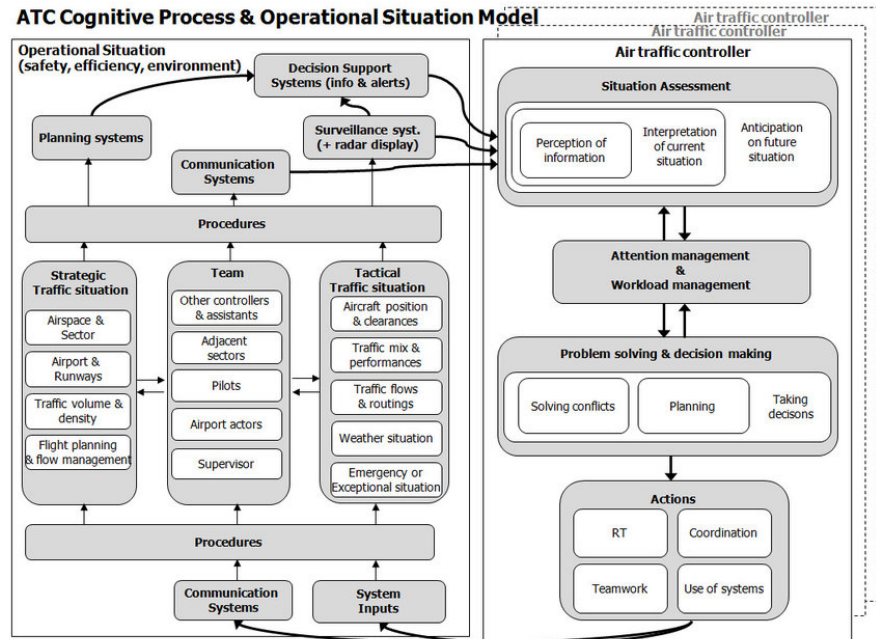 ATC Cognitive Process & Operational Situation Model
Air traffic controller
Air traffic controller
Operational Situation
(safety, efficiency, environment)
Decision Support
Systems (info & alerts)
Planning systems
Surveillance syst.
(+ radar display)
Communication
Systems
Procedures
Strategic
Traffic situation
Airspace &
Sector
Airport &
Runways
Traffic volume &
density
Flight planning
& flow management
Team
Other controllers
& assistants
Adjacent
sectors
Pilots
Airport actors
Supervisor
Tactical
Traffic situation
Aircraft position
& clearances
Traffic mix &
performances
Traffic flows
& routings
Weather situation
Emergency or
Exceptional situation
Procedures
Communication
Systems
System
Inputs
Air traffic controller
Situation Assessment
Perception of
information
Interpretation
of current
situation
Anticipation
on future
situation
Attention management
&
Workload management
Problem solving & decision making
Solving conflicts
Planning
Taking
decisons
Actions
RT
Coordination
Teamwork
Use of systems